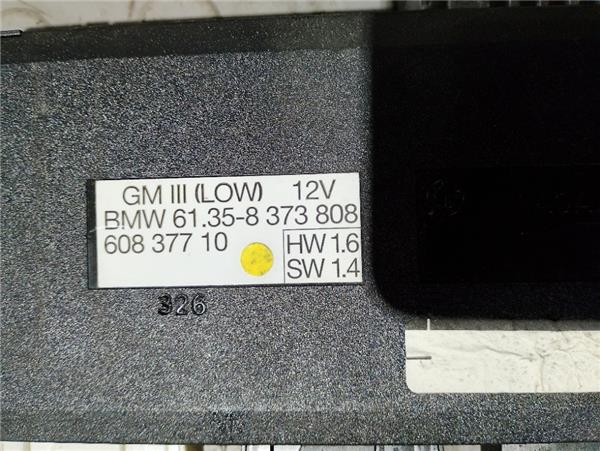 GM III (LOW) 12V
BMW 61.35-8 373 808
608 377 10
HW 1.6
SW 1.4
326